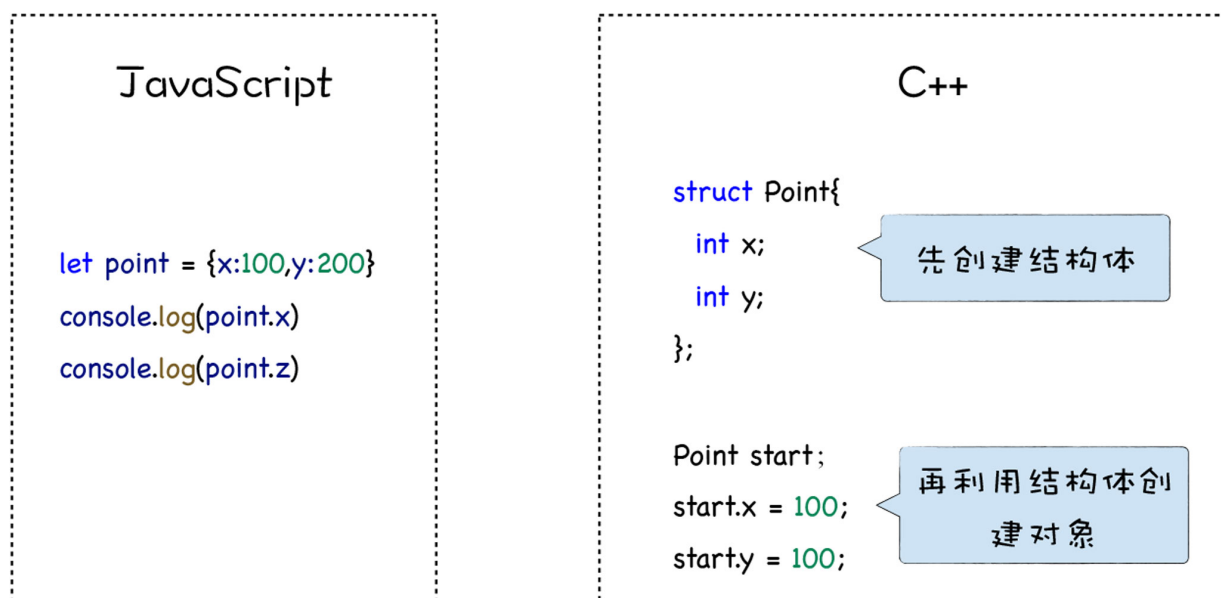 JavaScript
let point = {x:100,y:200}
console.log(point.x)
console.log(point.z)
C++
struct Point{
int x;
int y;
};
先创建结构体
Point start;
start.x = 100;
start.y = 100;
再利用结构体创
建对象